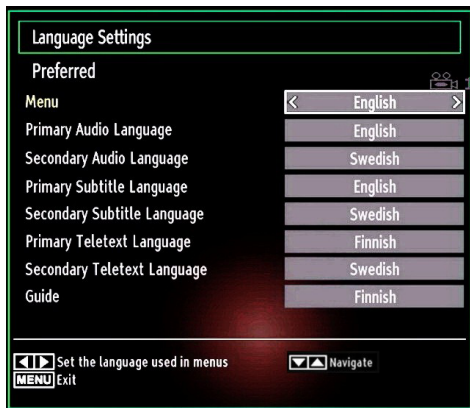 Language Settings
Preferred
1
Menu < English >
Primary Audio Language English
Secondary Audio Language Swedish
Primary Subtitle Language English
Secondary Subtitle Language Swedish
Primary Teletext Language Finnish
Secondary Teletext Language Swedish
Guide Finnish
Set the language used in menus Navigate
MENU Exit